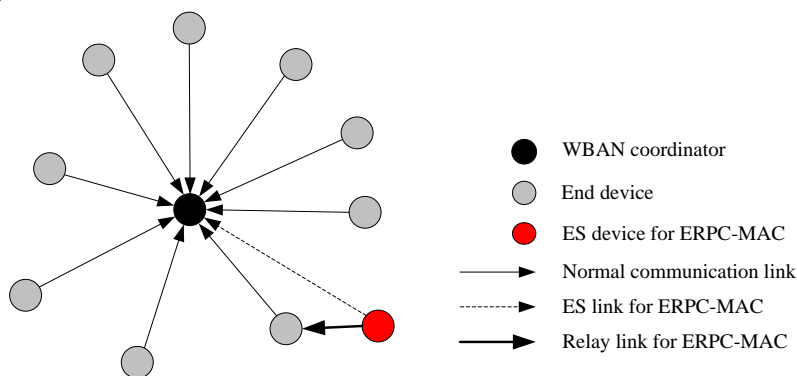 WBAN coordinator
End device
ES device for ERPC-MAC
Normal communication link
ES link for ERPC-MAC
Relay link for ERPC-MAC